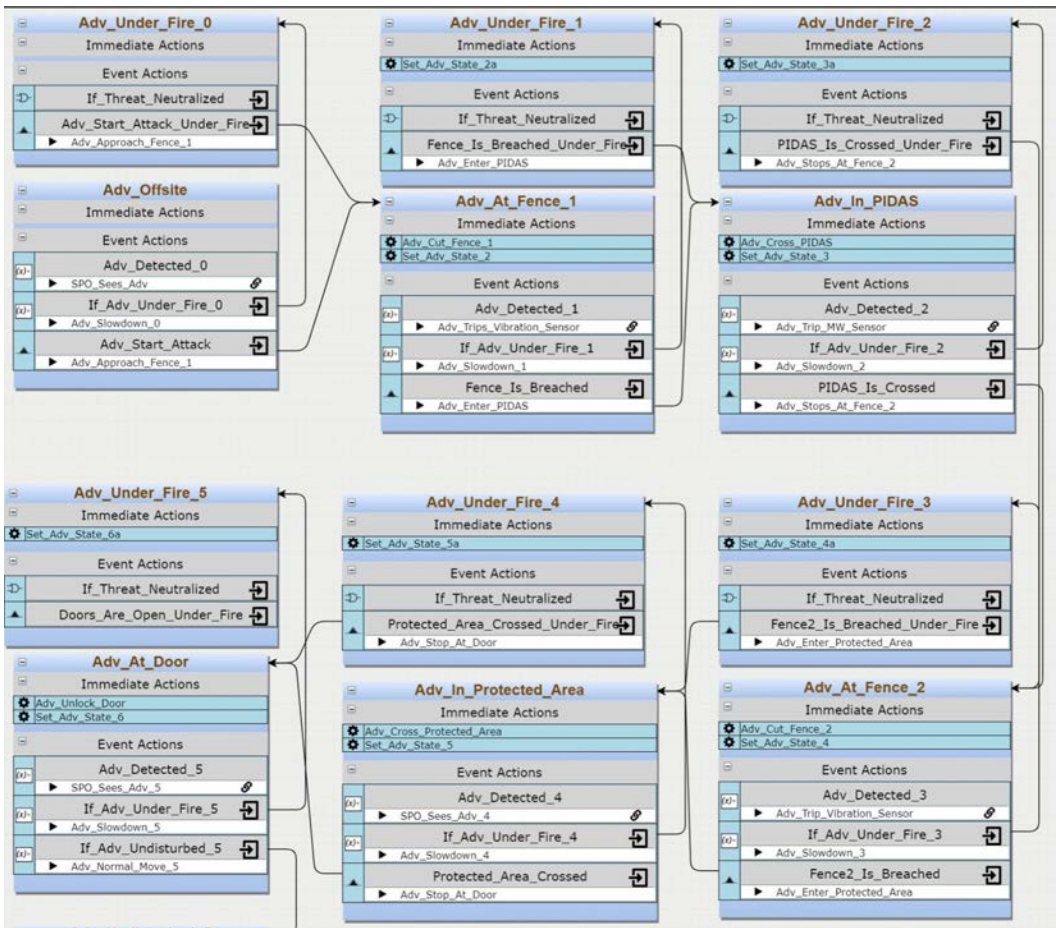 Adv_Under_Fire_0
Immediate Actions
Event Actions
If_Threat_Neutralized
Adv_Start_Attack_Under_Fire
Adv_Approach_Fence_1
Adv_Offsite
Immediate Actions
Event Actions
Adv_Detected_0
SPO_Sees_Adv
If_Adv_Under_Fire_0
Adv_Slowdown_0
Adv_Start_Attack
Adv_Approach_Fence_1
Adv_Under_Fire_1
Immediate Actions
Set_Adv_State_2a
Event Actions
If_Threat_Neutralized
Fence_Is_Breached_Under_Fire
Adv_Enter_PIDAS
Adv_At_Fence_1
Immediate Actions
Adv_Cut_Fence_1
Set_Adv_State_2
Event Actions
Adv_Detected_1
Adv_Trips_Vibration_Sensor
If_Adv_Under_Fire_1
Adv_Slowdown_1
Fence_Is_Breached
Adv_Enter_PIDAS
Adv_Under_Fire_2
Immediate Actions
Set_Adv_State_3a
Event Actions
If_Threat_Neutralized
PIDAS_Is_Crossed_Under_Fire
Adv_Stops_At_Fence_2
Adv_In_PIDAS
Immediate Actions
Adv_Cross_PIDAS
Set_Adv_State_3
Event Actions
Adv_Detected_2
Adv_Trip_MW_Sensor
If_Adv_Under_Fire_2
Adv_Slowdown_2
PIDAS_Is_Crossed
Adv_Stops_At_Fence_2
Adv_Under_Fire_5
Immediate Actions
Set_Adv_State_6a
Event Actions
If_Threat_Neutralized
Doors_Are_Open_Under_Fire
Adv_At_Door
Immediate Actions
Adv_Unlock_Door
Set_Adv_State_6
Event Actions
Adv_Detected_5
SPO_Sees_Adv_5
If_Adv_Under_Fire_5
Adv_Slowdown_5
If_Adv_Undisturbed_5
Adv_Normal_Move_5
Adv_Under_Fire_4
Immediate Actions
Set_Adv_State_5a
Event Actions
If_Threat_Neutralized
Protected_Area_Crossed_Under_Fire
Adv_Stop_At_Door
Adv_In_Protected_Area
Immediate Actions
Adv_Cross_Protected_Area
Set_Adv_State_5
Event Actions
Adv_Detected_4
SPO_Sees_Adv_4
If_Adv_Under_Fire_4
Adv_Slowdown_4
Protected_Area_Crossed
Adv_Stop_At_Door
Adv_Under_Fire_3
Immediate Actions
Set_Adv_State_4a
Event Actions
If_Threat_Neutralized
Fence2_Is_Breached_Under_Fire
Adv_Enter_Protected_Area
Adv_At_Fence_2
Immediate Actions
Adv_Cut_Fence_2
Set_Adv_State_4
Event Actions
Adv_Detected_3
Adv_Trip_Vibration_Sensor
If_Adv_Under_Fire_3
Adv_Slowdown_3
Fence2_Is_Breached
Adv_Enter_Protected_Area